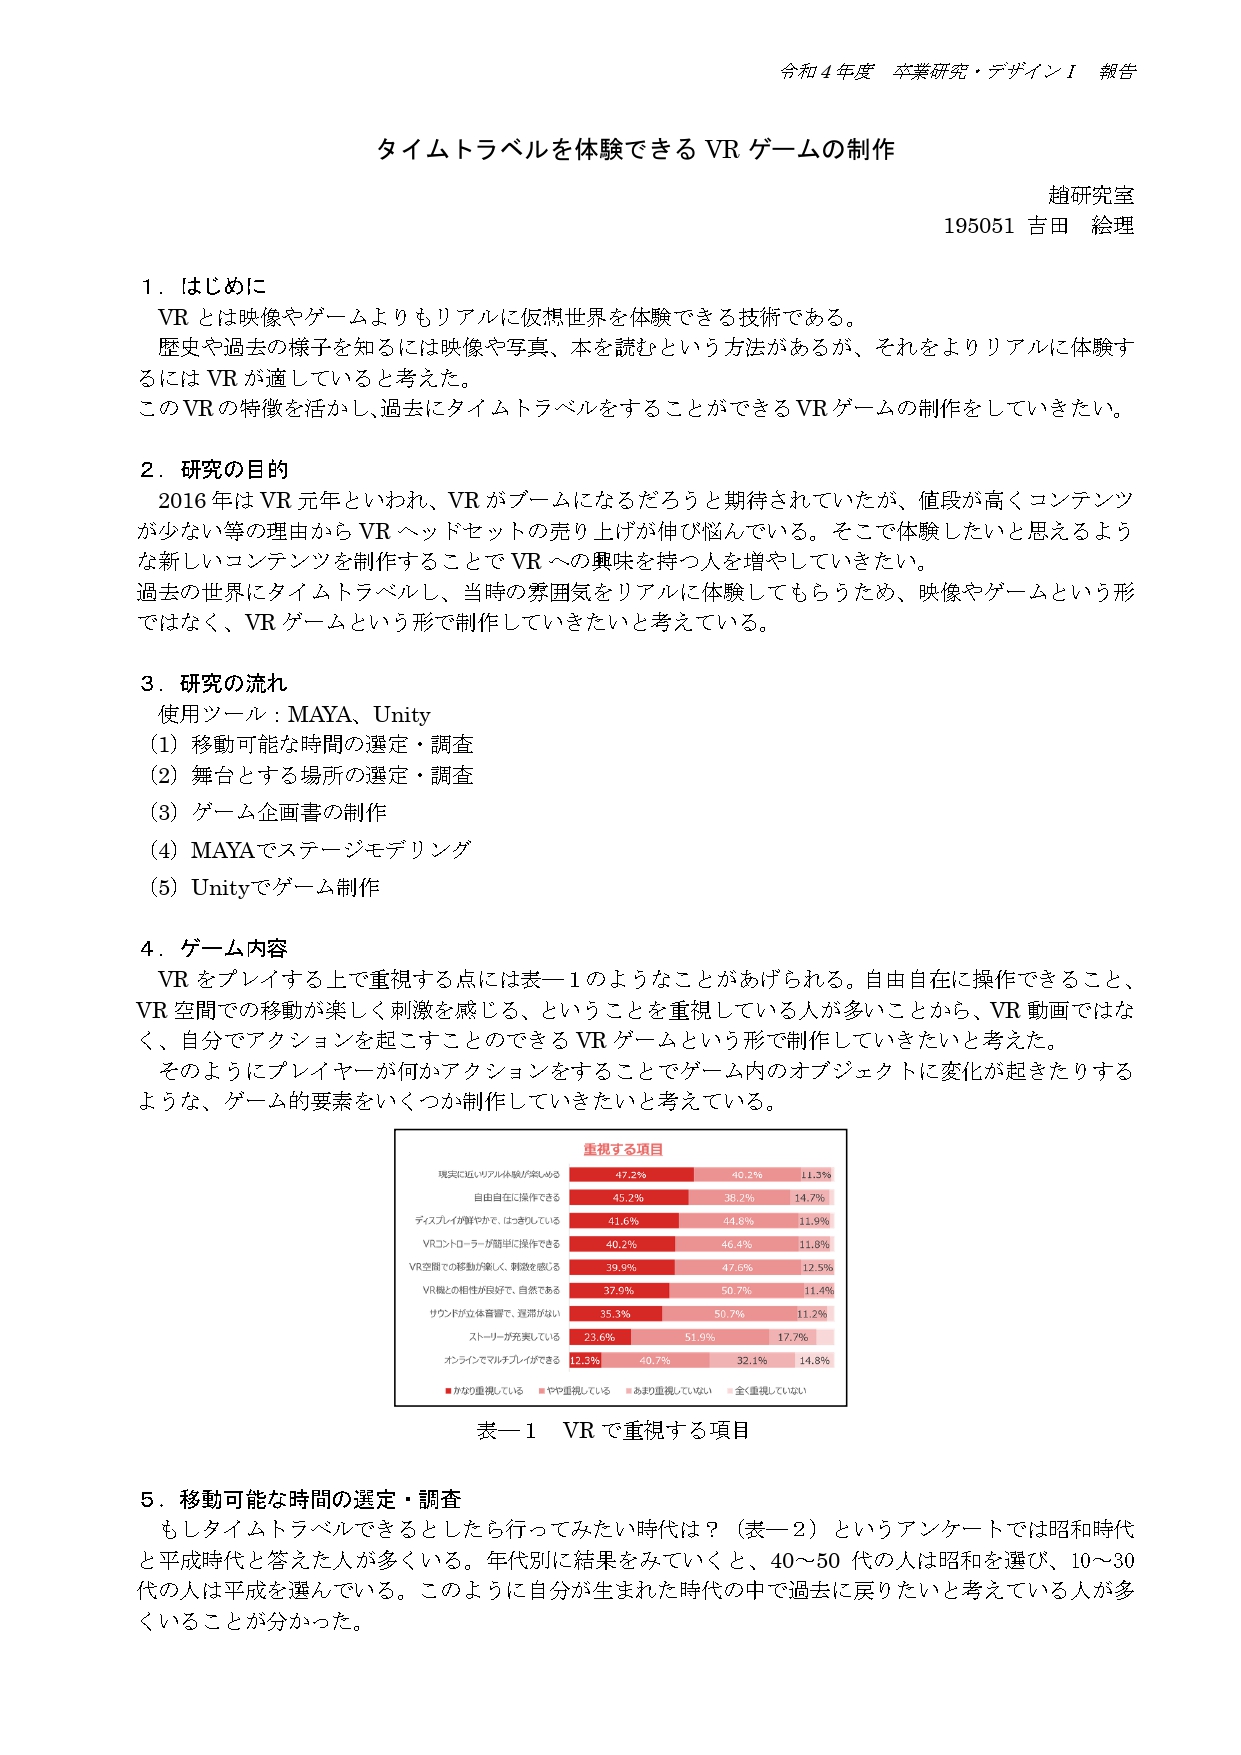 令和４年度　卒業研究・デザインⅠ　報告
タイムトラベルを体験できる VR ゲームの制作
趙研究室
195051 吉田　絵理
１．はじめに
VR とは映像やゲームよりもリアルに仮想世界を体験できる技術である。
歴史や過去の様子を知るには映像や写真、本を読むという方法があるが、それをよりリアルに体験す
るには VR が適していると考えた。
この VR の特徴を活かし、過去にタイムトラベルをすることができる VR ゲームの制作をしていきたい。
２．研究の目的
2016 年は VR 元年といわれ、VR がブームになるだろうと期待されていたが、値段が高くコンテンツ
が少ない等の理由から VR ヘッドセットの売り上げが伸び悩んでいる。そこで体験したいと思えるよう
な新しいコンテンツを制作することで VR への興味を持つ人を増やしていきたい。
過去の世界にタイムトラベルし、当時の雰囲気をリアルに体験してもらうため、映像やゲームという形
ではなく、VR ゲームという形で制作していきたいと考えている。
３．研究の流れ
使用ツール：MAYA、Unity
（1）移動可能な時間の選定・調査
（2）舞台とする場所の選定・調査
（3）ゲーム企画書の制作
（4）MAYAでステージモデリング
（5）Unityでゲーム制作
４．ゲーム内容
VR をプレイする上で重視する点には表―１のようなことがあげられる。自由自在に操作できること、
VR 空間での移動が楽しく刺激を感じる、ということを重視している人が多いことから、VR 動画ではな
く、自分でアクションを起こすことのできる VR ゲームという形で制作していきたいと考えた。
そのようにプレイヤーが何かアクションをすることでゲーム内のオブジェクトに変化が起きたりする
ような、ゲーム的要素をいくつか制作していきたいと考えている。
重視する項目
現実に近いリアル体験が楽しめる 47.2% 40.2% 11.3%
自由自在に操作できる 45.2% 38.2% 14.7%
ディスプレイが鮮やかで、はっきりしている 41.6% 44.8% 11.9%
VRコントローラーが簡単に操作できる 40.2% 46.4% 11.8%
VR空間での移動が楽しく、刺激を感じる 39.9% 47.6% 12.5%
VR機との相性が良好で、自然である 37.9% 50.7% 11.4%
サウンドが立体音響で、遅滞がない 35.3% 50.7% 11.2%
ストーリーが充実している 23.6% 51.9% 17.7%
オンラインでマルチプレイができる 12.3% 40.7% 32.1% 14.8%
かなり重視している やや重視している あまり重視していない 全く重視していない
表―１　VR で重視する項目
５．移動可能な時間の選定・調査
もしタイムトラベルできるとしたら行ってみたい時代は？（表―２）というアンケートでは昭和時代
と平成時代と答えた人が多くいる。年代別に結果をみていくと、40～50 代の人は昭和を選び、10～30
代の人は平成を選んでいる。このように自分が生まれた時代の中で過去に戻りたいと考えている人が多
くいることが分かった。